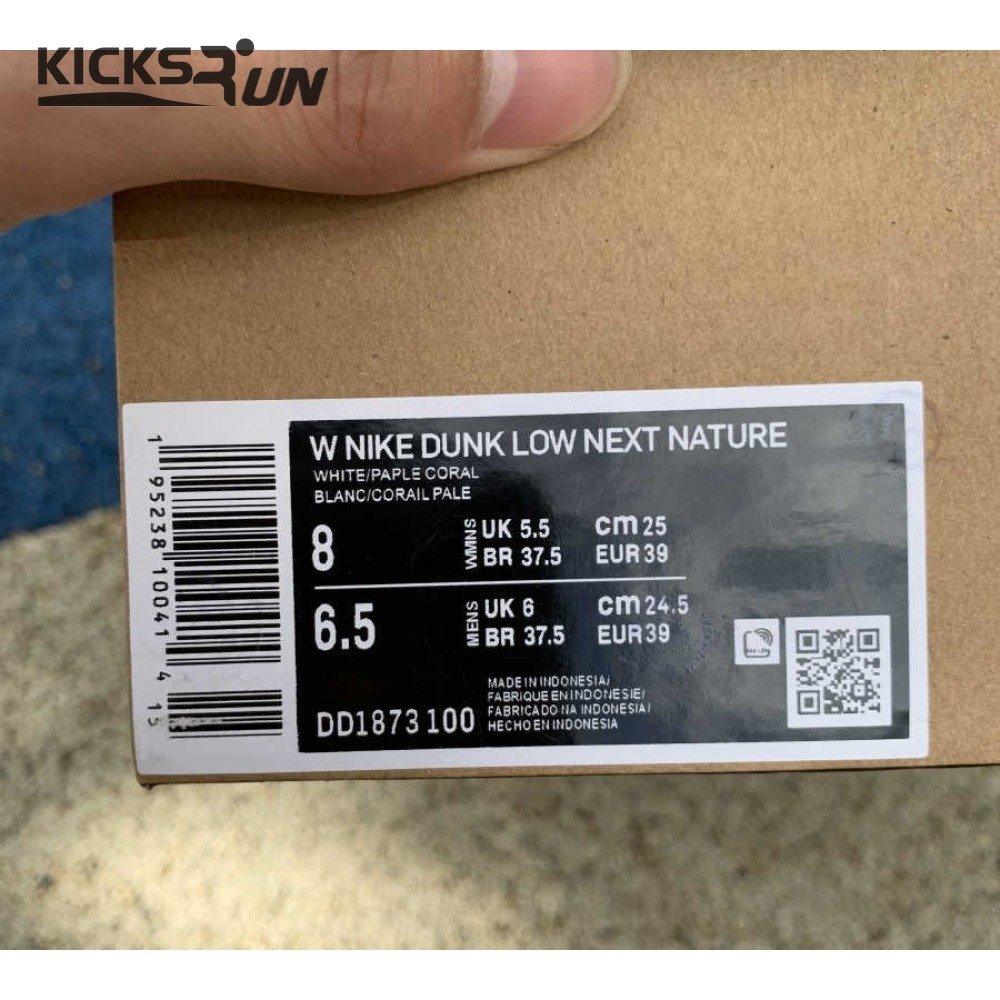 KICKSRUN
W NIKE DUNK LOW NEXT NATURE
WHITE/PAPLE CORAL
BLANC/CORAIL PALE
8 WMNS UK 5.5 cm 25
BR 37.5 EUR 39
6.5 MENS UK 6 cm 24.5
BR 37.5 EUR 39
MADE IN INDONESIA/
FABRIQUE EN INDONESIE/
FABRICADO NA INDONESIA/
HECHO EN INDONESIA
DD1873 100
1 95238 10041 4 15